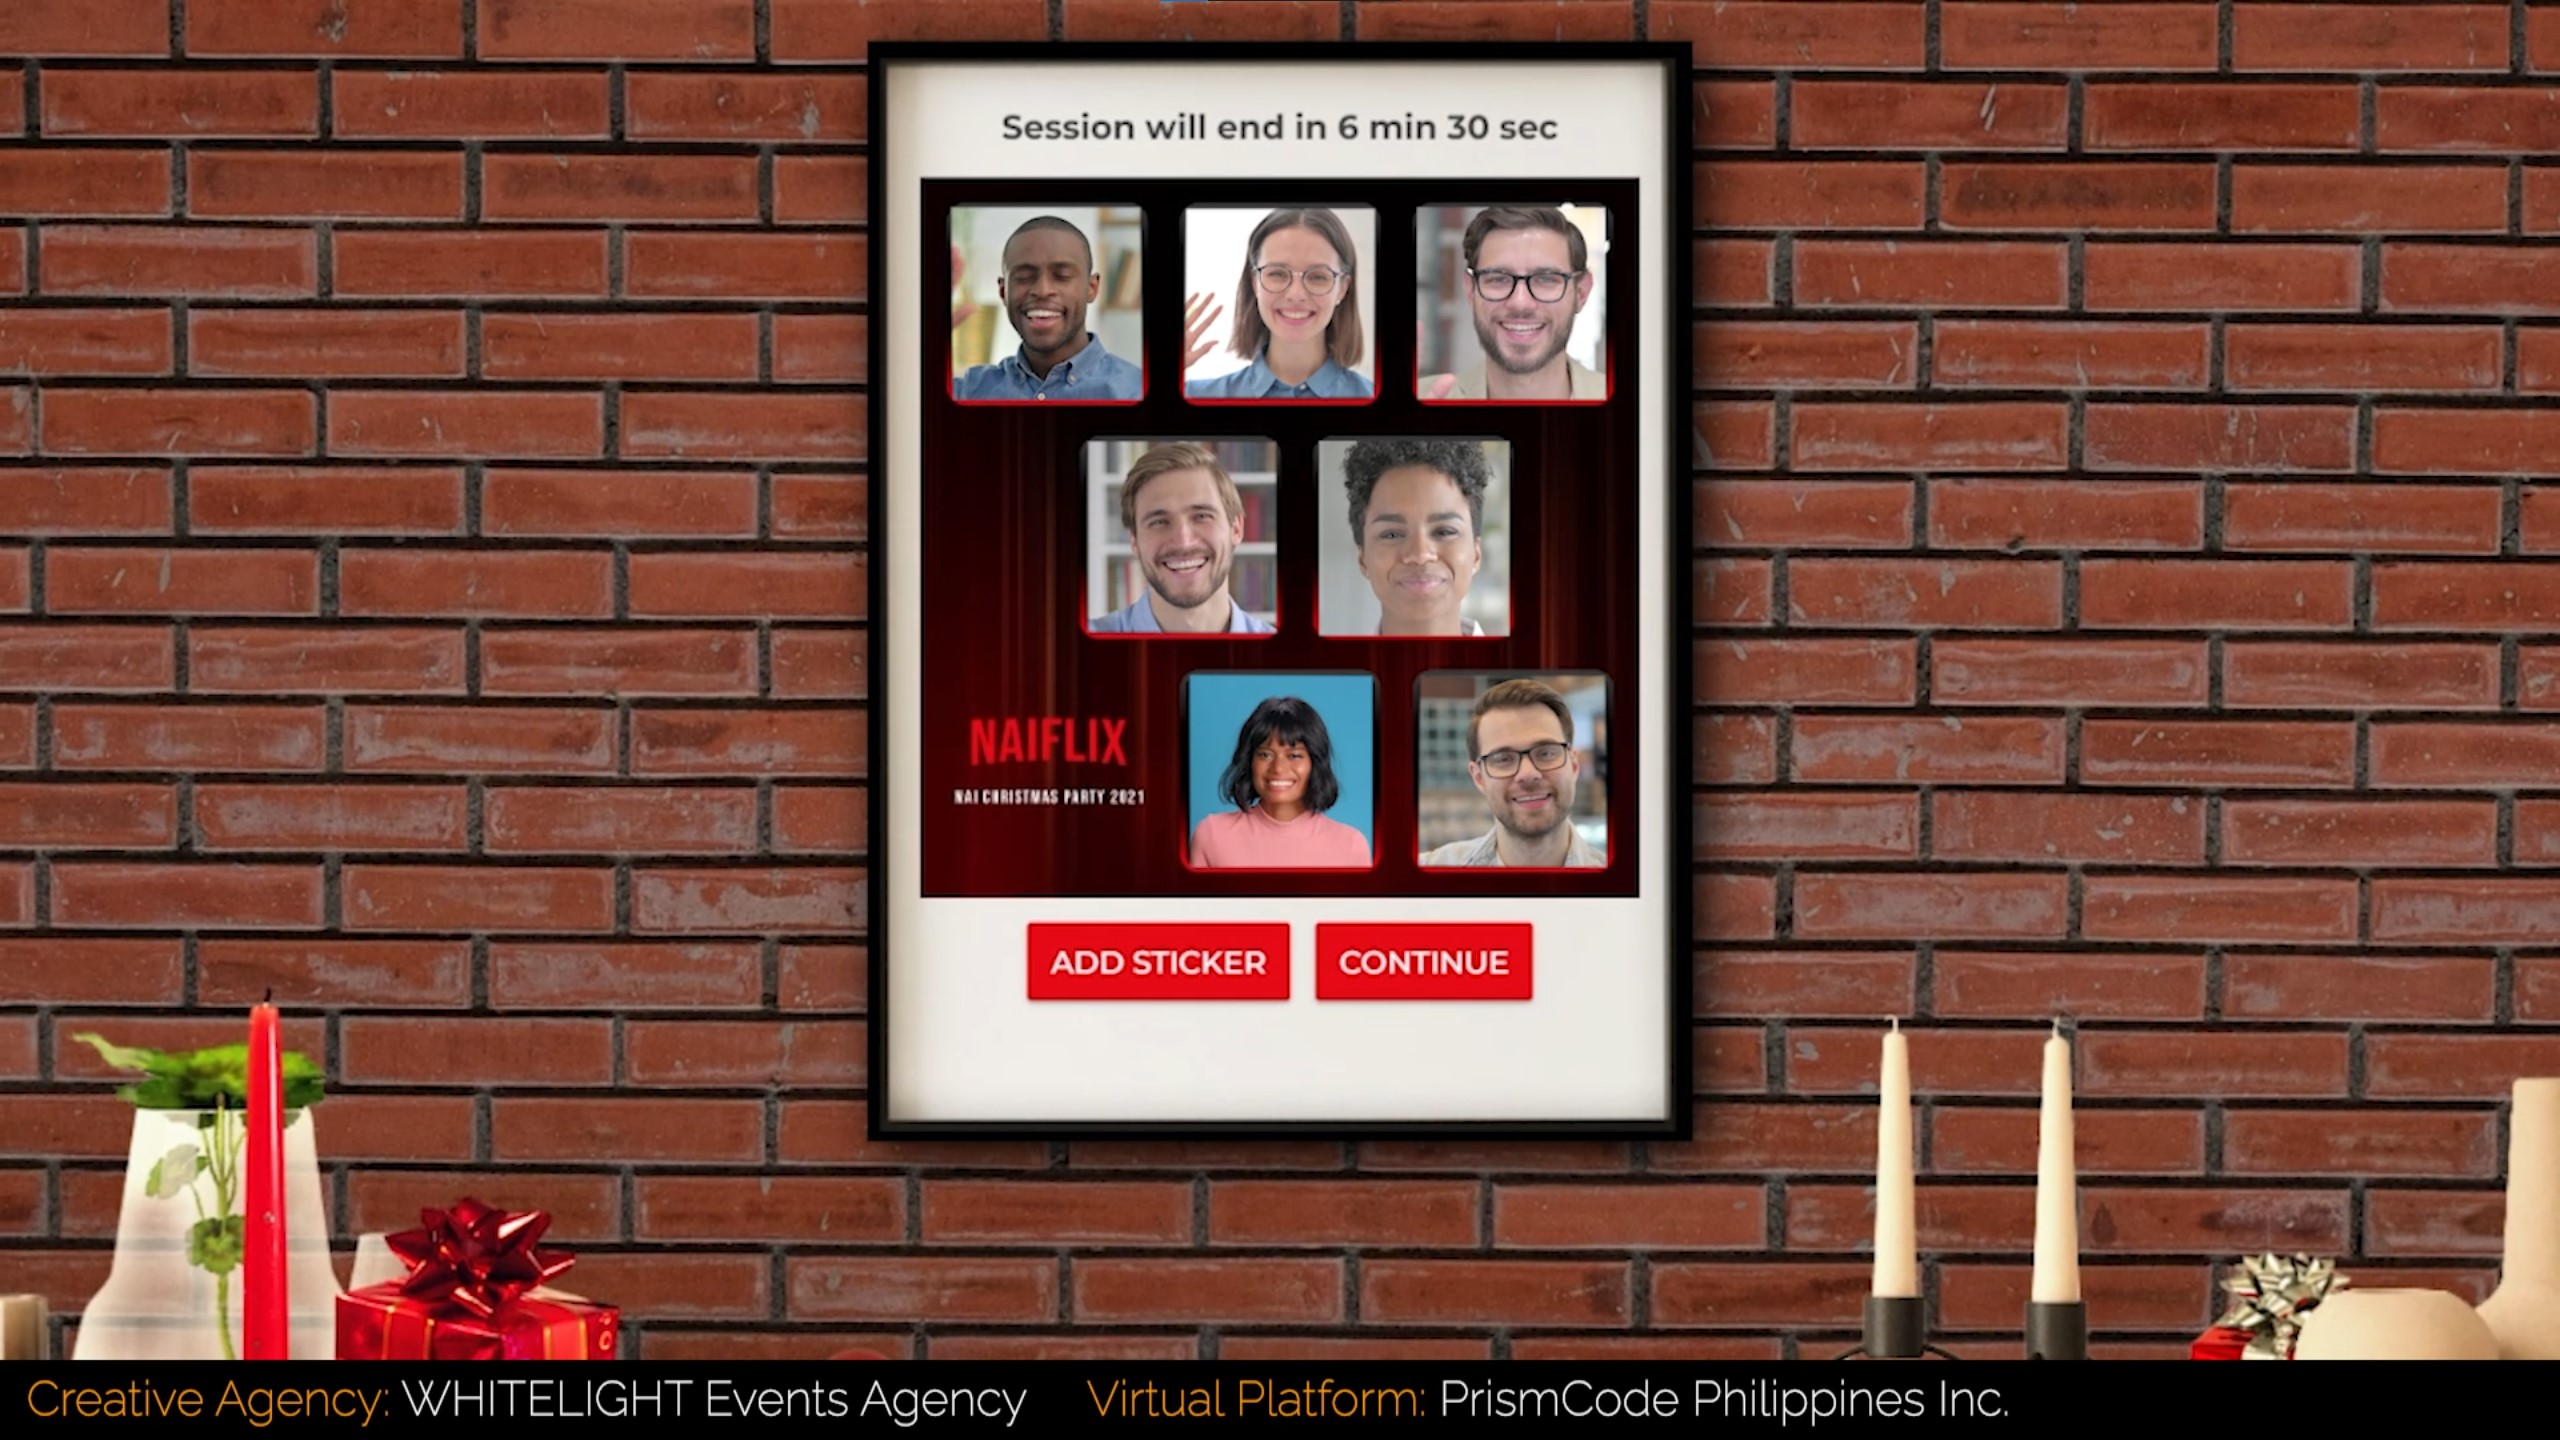 Session will end in 6 min 30 sec
NAIFLIX
NAI CHRISTMAS PARTY 2021
ADD STICKER
CONTINUE
Creative Agency: WHITELIGHT Events Agency Virtual Platform: PrismCode Philippines Inc.